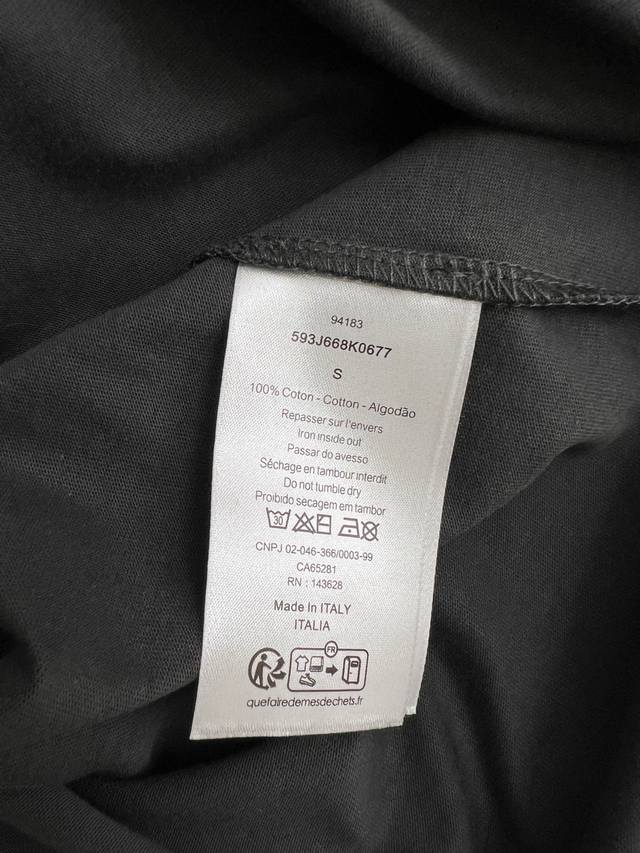 94183
593J668K0677
S
100% Coton - Cotton - Algodão
Repasser sur l'envers
Iron inside out
Passar do avesso
Séchage en tambour interdit
Do not tumble dry
Proibido secagem em tambor
30
CNPJ 02-046-366/0003-99
CA65281
RN : 143628
Made In ITALY
ITALIA
FR
quefairedemesdechets.fr